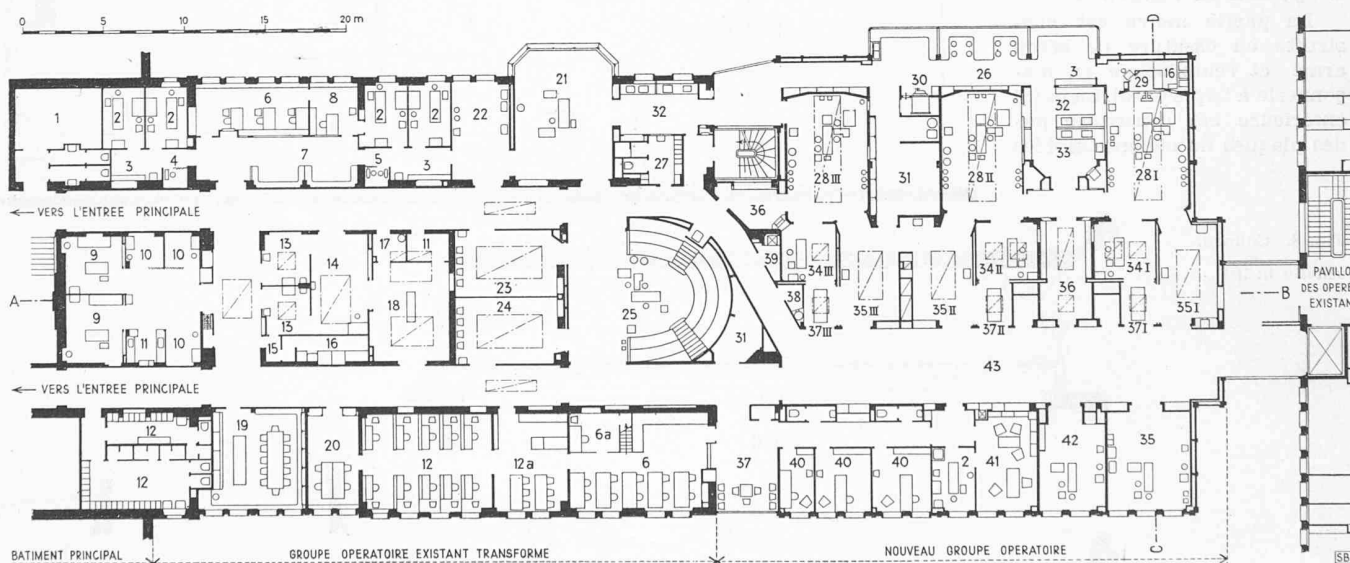 0 5 10 15 20 m
D
21 26 3 29 16
30
1 2 2 6 8 2 2 22 32 32
28 III 28 II 33 28 I
3 4 7 5 3 27 31
← VERS L'ENTREE PRINCIPALE
36
9 10 10 13 14 17 11 39 34 III 34 II 36 34 I
A 18 23 38 B PAVILLON
DES OPERES
EXISTANT
9 11 10 13 15 16 24 25 31 37 III 35 III 35 II 37 II 37 I 35 I
← VERS L'ENTREE PRINCIPALE
43
12 19 20 12 12a 6a 6 37 40 40 40 2 41 42 35
12
C
BATIMENT PRINCIPAL GROUPE OPERATOIRE EXISTANT TRANSFORME NOUVEAU GROUPE OPERATOIRE
SB